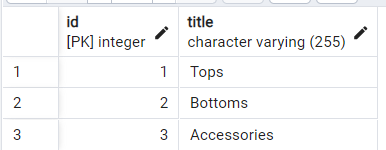 id title
[PK] integer character varying (255)
1 1 Tops
2 2 Bottoms
3 3 Accessories